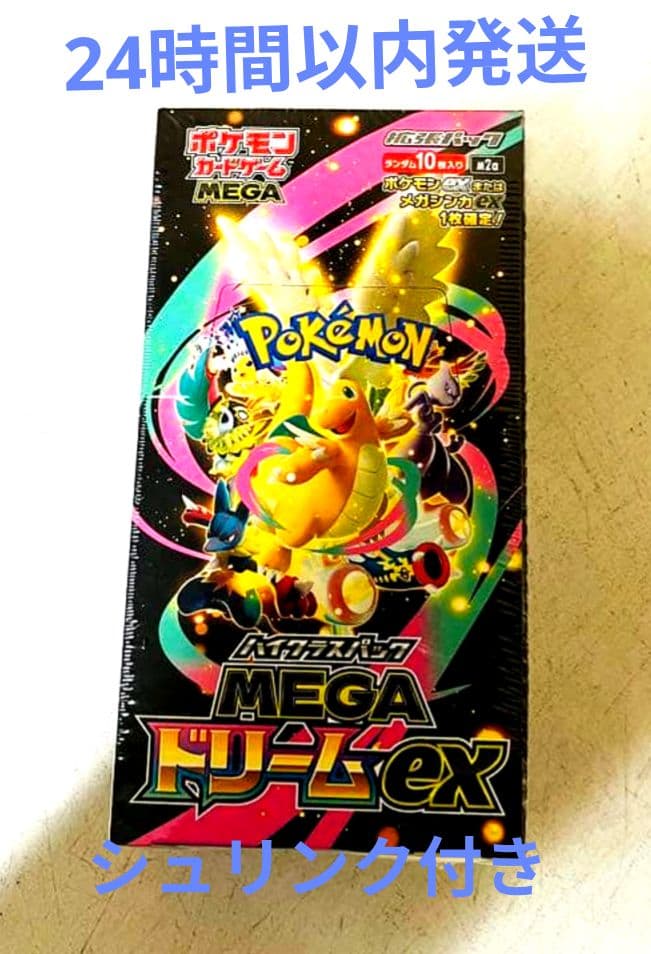 24時間以内発送
ポケモン
カードゲーム
MEGA
拡張パック
ランダム10枚入り
M2a
ポケモンexまたは
メガシンカex
1枚確定!
POKÉMON
ハイクラスパック
MEGA
ドリームex
シュリンク付き